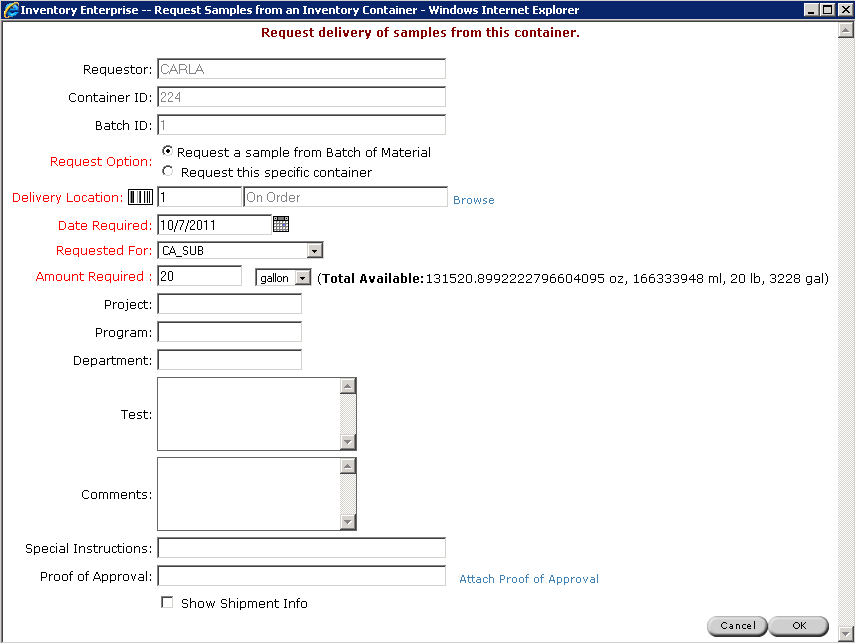 Inventory Enterprise -- Request Samples from an Inventory Container - Windows Internet Explorer
Request delivery of samples from this container.
Requestor: CARLA
Container ID: 224
Batch ID: 1
Request Option: Request a sample from Batch of Material
Request this specific container
Delivery Location: 1 On Order Browse
Date Required: 10/7/2011
Requested For: CA_SUB
Amount Required : 20 gallon (Total Available:131520.8992222796604095 oz, 166333948 ml, 20 lb, 3228 gal)
Project:
Program:
Department:
Test:
Comments:
Special Instructions:
Proof of Approval: Attach Proof of Approval
Show Shipment Info
Cancel OK